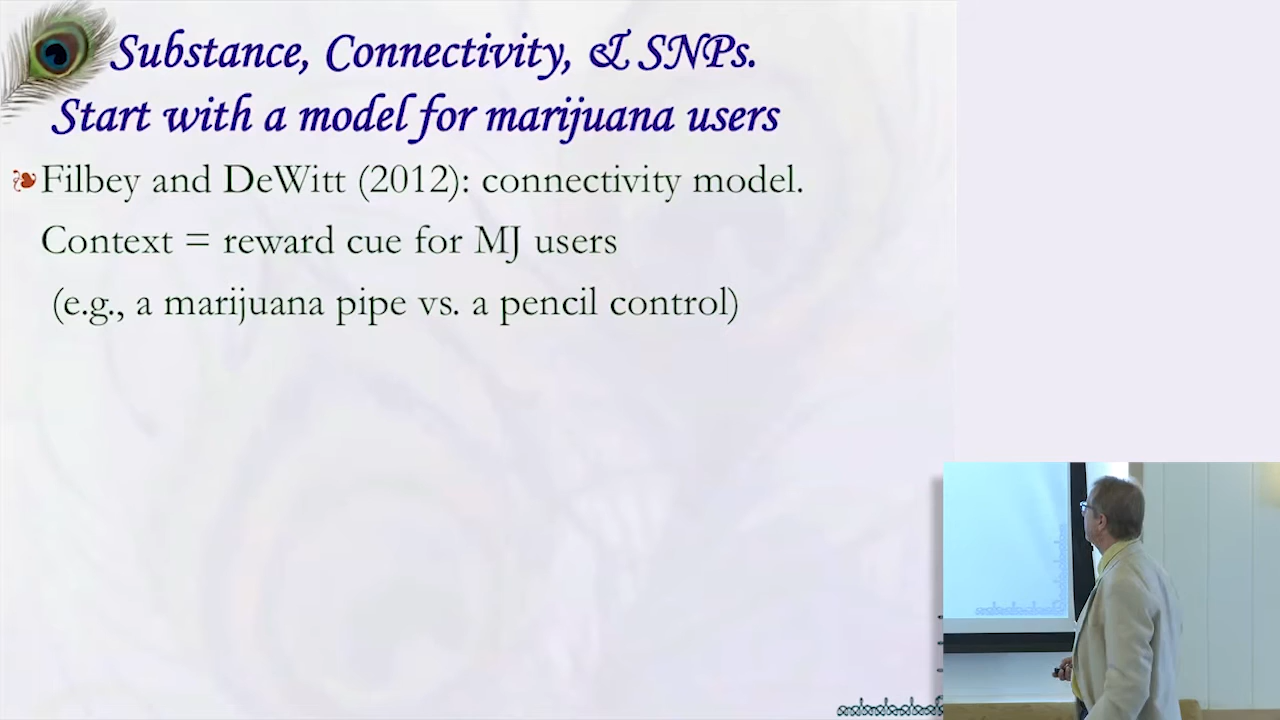 Substance, Connectivity, & SNPs.
Start with a model for marijuana users
Filbey and DeWitt (2012): connectivity model.
Context = reward cue for MJ users
(e.g., a marijuana pipe vs. a pencil control)